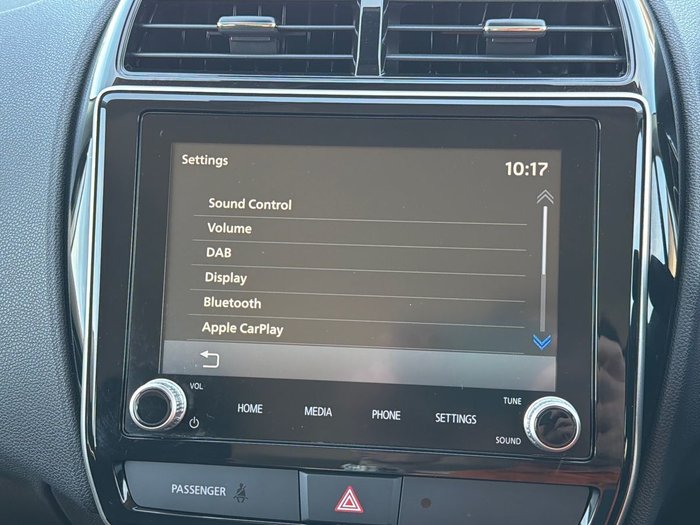 Settings
10:17
Sound Control
Volume
DAB
Display
Bluetooth
Apple CarPlay
VOL
HOME
MEDIA
PHONE
SETTINGS
TUNE
SOUND
PASSENGER